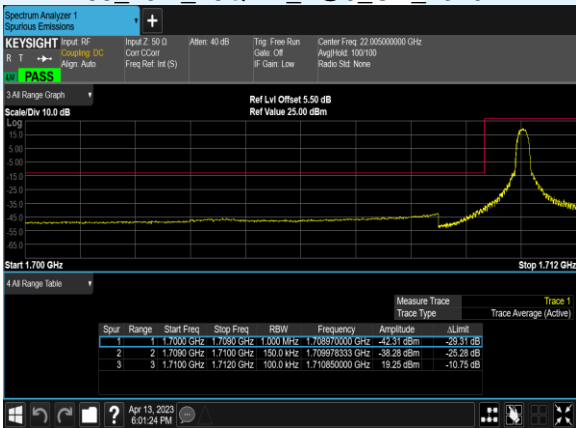 Spectrum Analyzer 1
Spurious Emissions
+
KEYSIGHT Input: RF Input Z: 50 Ω Atten: 40 dB Trig: Free Run Center Freq: 22.005000000 GHz
R T Coupling: DC Corr CCorr Gate: Off Avg|Hold: 100/100
Align: Auto Freq Ref: Int (S) IF Gain: Low Radio Std: None
PASS
3 All Range Graph
Ref Lvl Offset 5.50 dB
Scale/Div 10.0 dB Ref Value 25.00 dBm
Log
15.0
5.00
-5.00
-15.0
-25.0
-35.0
-45.0
-55.0
-65.0
Start 1.700 GHz Stop 1.712 GHz
4 All Range Table
Measure Trace Trace 1
Trace Type Trace Average (Active)
Spur Range Start Freq Stop Freq RBW Frequency Amplitude ΔLimit
1 1 1.7000 GHz 1.7090 GHz 1.000 MHz 1.708970000 GHz -42.31 dBm -29.31 dB
2 2 1.7090 GHz 1.7100 GHz 150.0 kHz 1.709978333 GHz -38.28 dBm -25.28 dB
3 3 1.7100 GHz 1.7120 GHz 100.0 kHz 1.710850000 GHz 19.25 dBm -10.75 dB
? Apr 13, 2023
6:01:24 PM